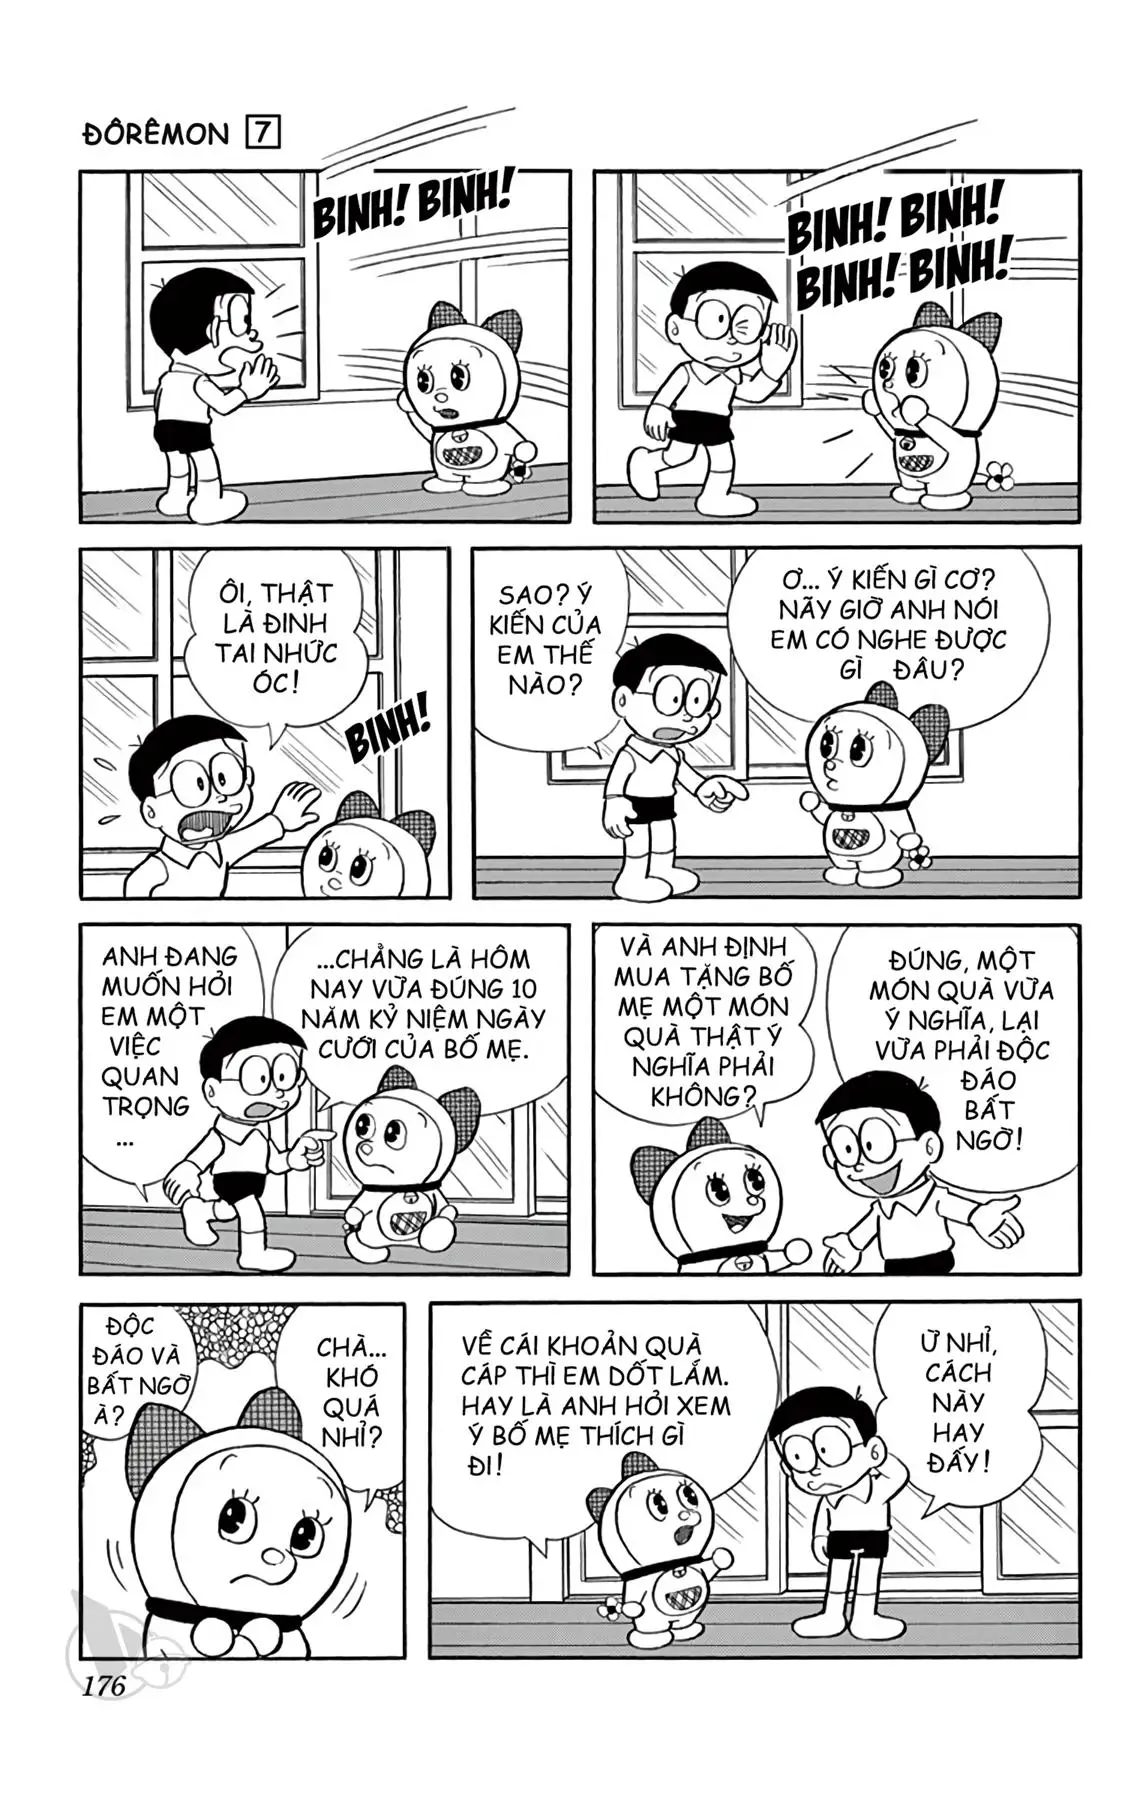 ĐÔRÊMON 7
BINH! BINH!
BINH! BINH!
BINH! BINH!
ÔI, THẬT
LÀ ĐINH
TAI NHỨC
ÓC!
BINH!
SAO? Ý
KIẾN CỦA
EM THẾ
NÀO?
Ơ... Ý KIẾN GÌ CƠ?
NÃY GIỜ ANH NÓI
EM CÓ NGHE ĐƯỢC
GÌ ĐÂU?
ANH ĐANG
MUỐN HỎI
EM MỘT
VIỆC
QUAN
TRỌNG
...
...CHẲNG LÀ HÔM
NAY VỪA ĐÚNG 10
NĂM KỶ NIỆM NGÀY
CƯỚI CỦA BỐ MẸ.
VÀ ANH ĐỊNH
MUA TẶNG BỐ
MẸ MỘT MÓN
QUÀ THẬT Ý
NGHĨA PHẢI
KHÔNG?
ĐÚNG, MỘT
MÓN QUÀ VỪA
Ý NGHĨA, LẠI
VỪA PHẢI ĐỘC
ĐÁO
BẤT
NGỜ!
ĐỘC
ĐÁO VÀ
BẤT NGỜ
À?
CHÀ...
KHÓ
QUÁ
NHỈ?
VỀ CÁI KHOẢN QUÀ
CÁP THÌ EM DỐT LẮM.
HAY LÀ ANH HỎI XEM
Ý BỐ MẸ THÍCH GÌ
ĐI!
Ừ NHỈ,
CÁCH
NÀY
HAY
ĐẤY!
176